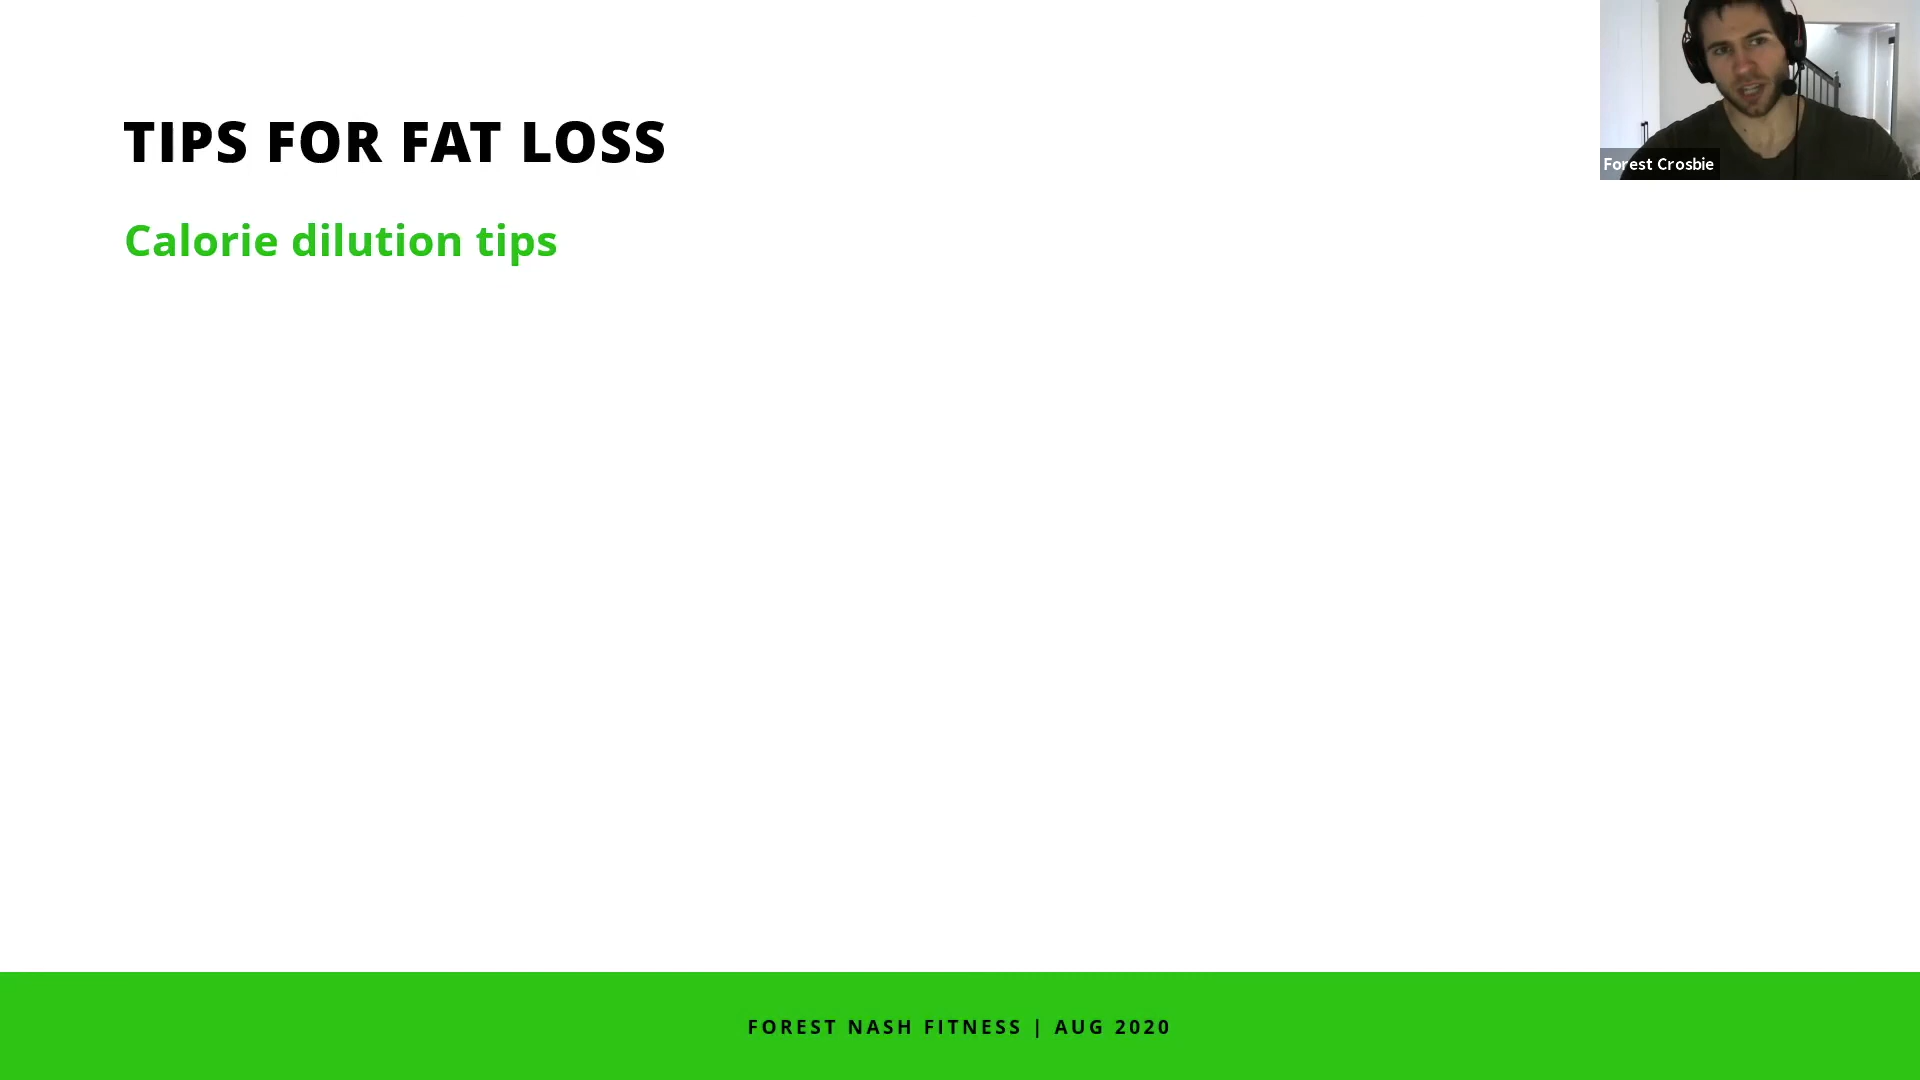 TIPS FOR FAT LOSS
Calorie dilution tips
Forest Crosbie
FOREST NASH FITNESS | AUG 2020